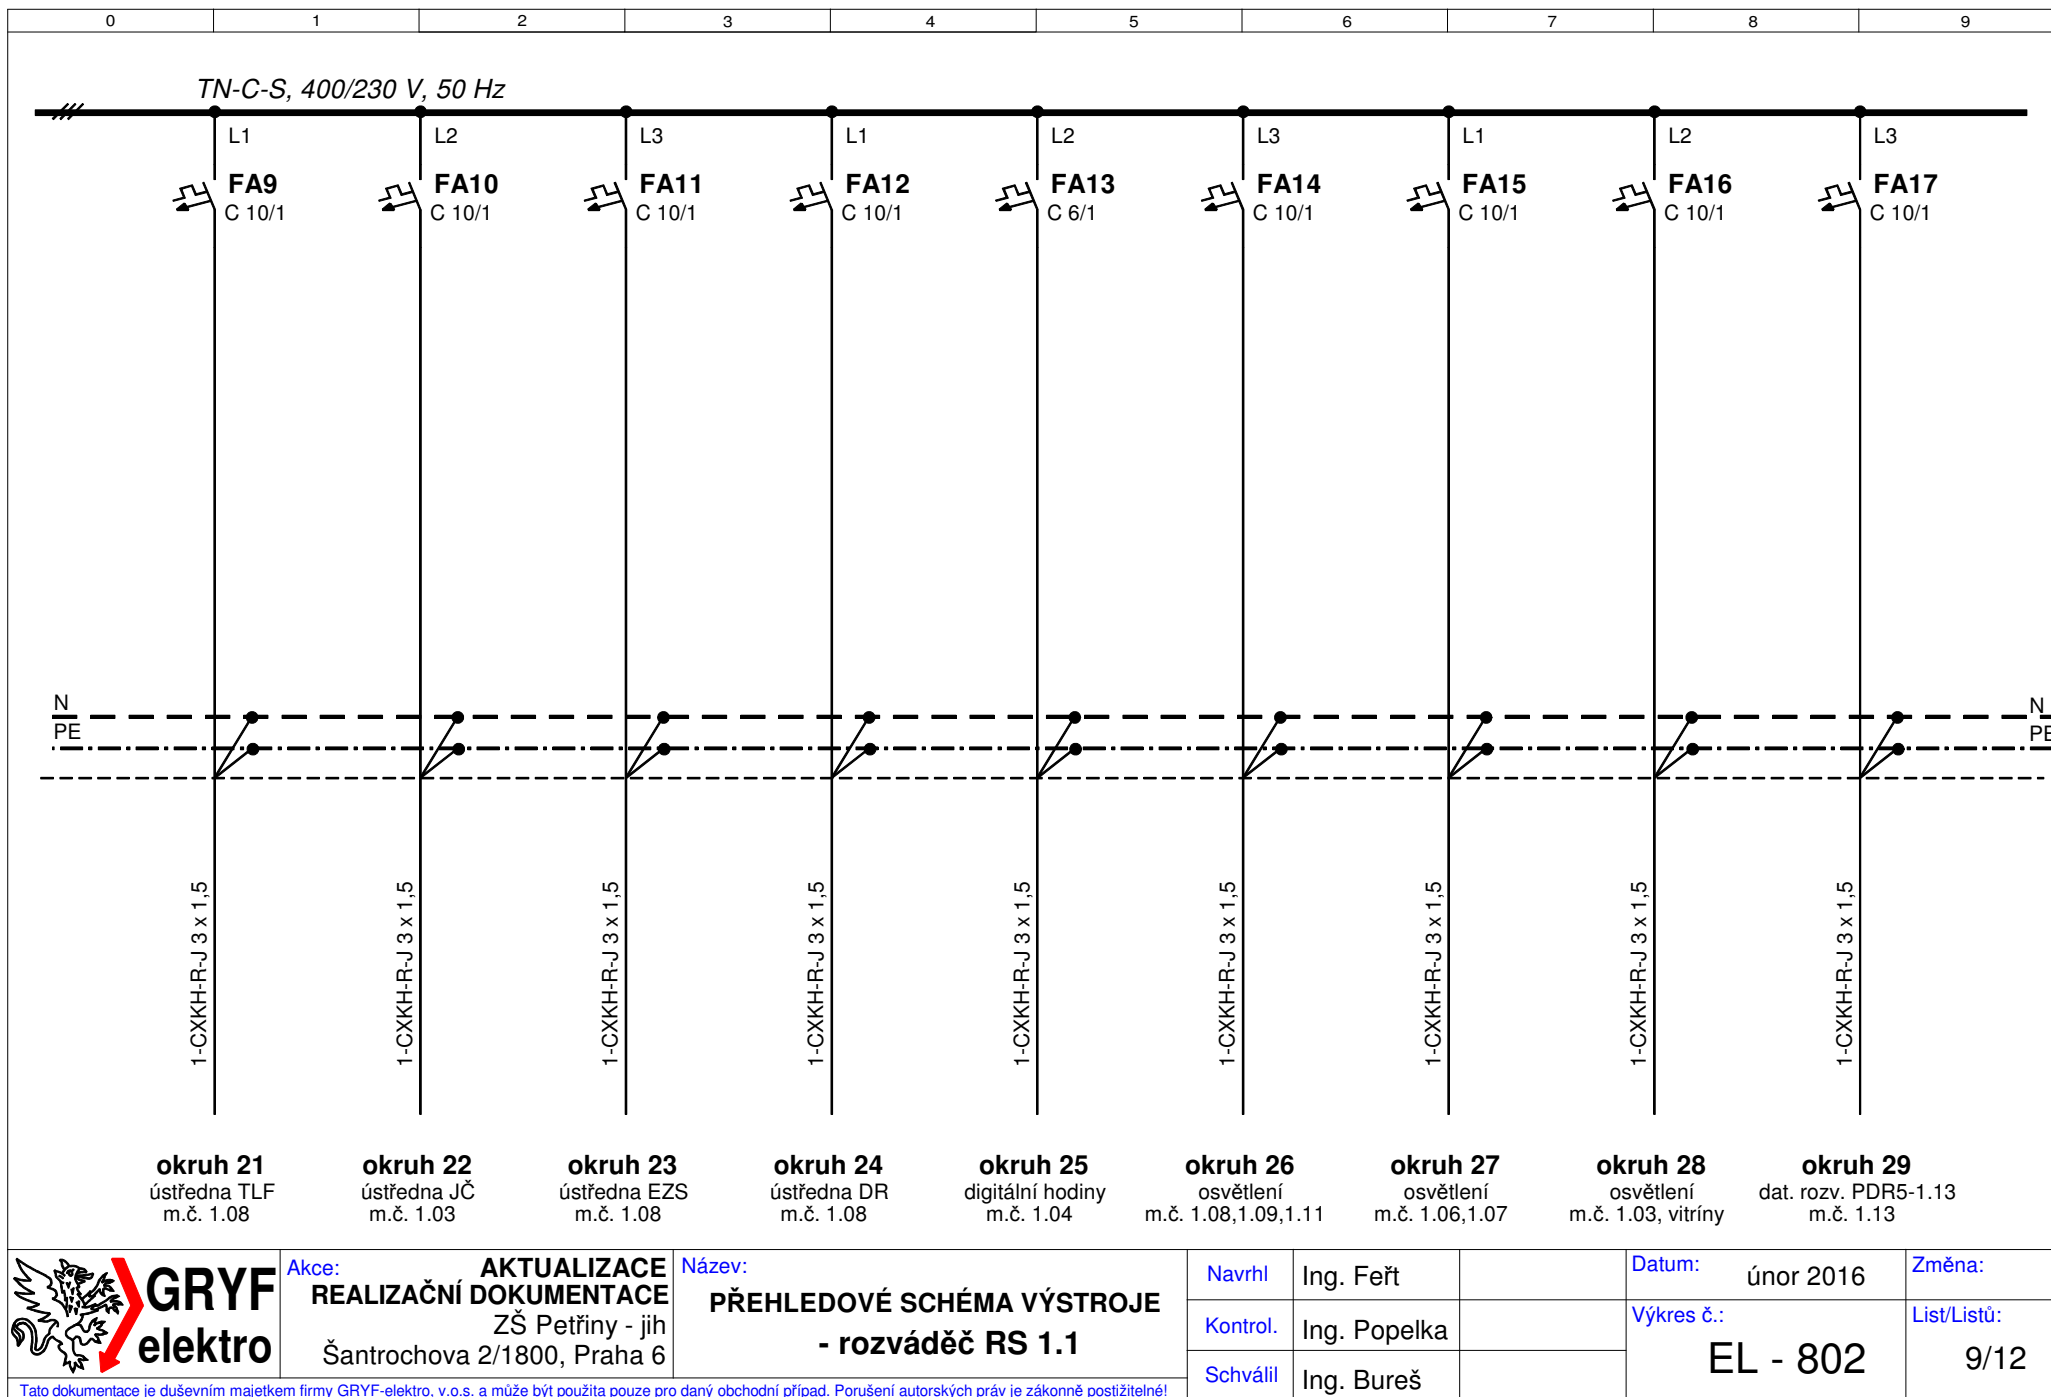 0 1 2 3 4 5 6 7 8 9
TN-C-S, 400/230 V, 50 Hz
L1 L2 L3 L1 L2 L3 L1 L2 L3
FA9 FA10 FA11 FA12 FA13 FA14 FA15 FA16 FA17
C 10/1 C 10/1 C 10/1 C 10/1 C 6/1 C 10/1 C 10/1 C 10/1 C 10/1
N N
PE PE
1-CXKH-R-J 3 x 1,5 1-CXKH-R-J 3 x 1,5 1-CXKH-R-J 3 x 1,5 1-CXKH-R-J 3 x 1,5 1-CXKH-R-J 3 x 1,5 1-CXKH-R-J 3 x 1,5 1-CXKH-R-J 3 x 1,5 1-CXKH-R-J 3 x 1,5 1-CXKH-R-J 3 x 1,5
okruh 21
ústředna TLF
m.č. 1.08
okruh 22
ústředna JČ
m.č. 1.03
okruh 23
ústředna EZS
m.č. 1.08
okruh 24
ústředna DR
m.č. 1.08
okruh 25
digitální hodiny
m.č. 1.04
okruh 26
osvětlení
m.č. 1.08,1.09,1.11
okruh 27
osvětlení
m.č. 1.06,1.07
okruh 28
osvětlení
m.č. 1.03, vitríny
okruh 29
dat. rozv. PDR5-1.13
m.č. 1.13
GRYF
elektro
Akce: AKTUALIZACE
REALIZAČNÍ DOKUMENTACE
ZŠ Petřiny - jih
Šantrochova 2/1800, Praha 6
Název:
PŘEHLEDOVÉ SCHÉMA VÝSTROJE
- rozváděč RS 1.1
Navrhl Ing. Feřt
Kontrol. Ing. Popelka
Schválil Ing. Bureš
Datum: únor 2016
Změna:
Výkres č.:
EL - 802
List/Listů:
9/12
Tato dokumentace je duševním majetkem firmy GRYF-elektro, v.o.s. a může být použita pouze pro daný obchodní případ. Porušení autorských práv je zákonně postižitelné!